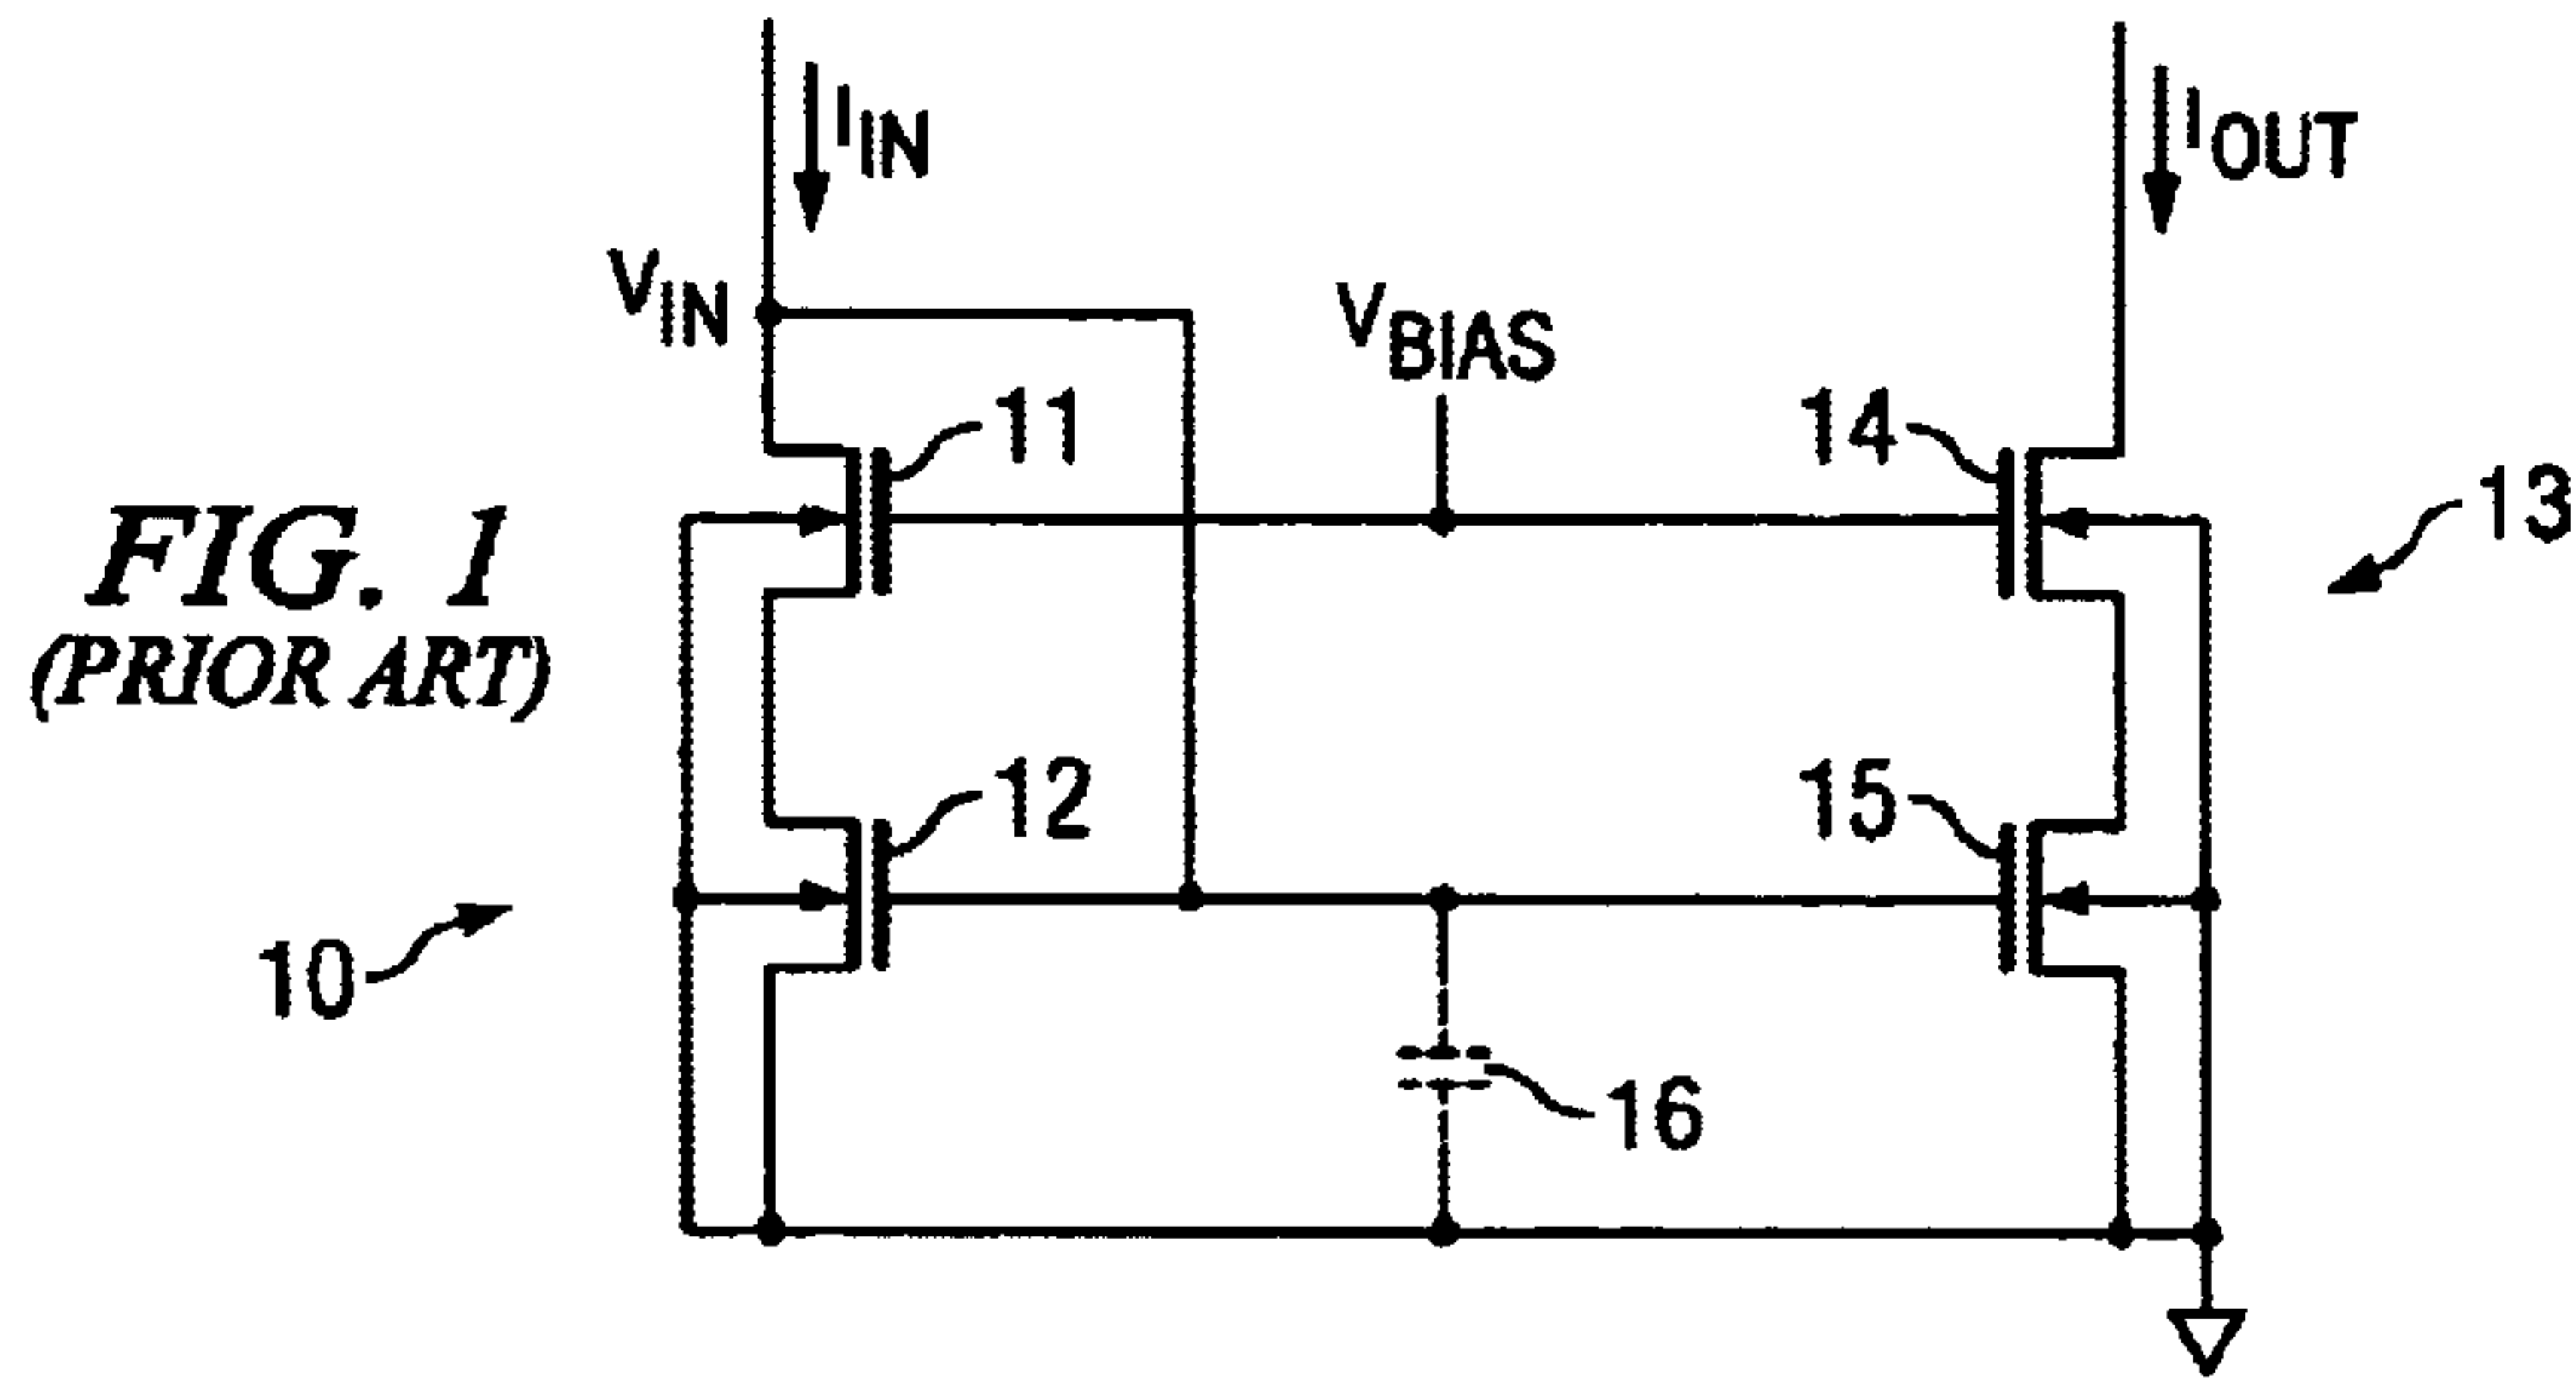 I_IN
I_OUT
V_IN
V_BIAS
11
14
13
FIG. 1
(PRIOR ART)
12
15
10
16